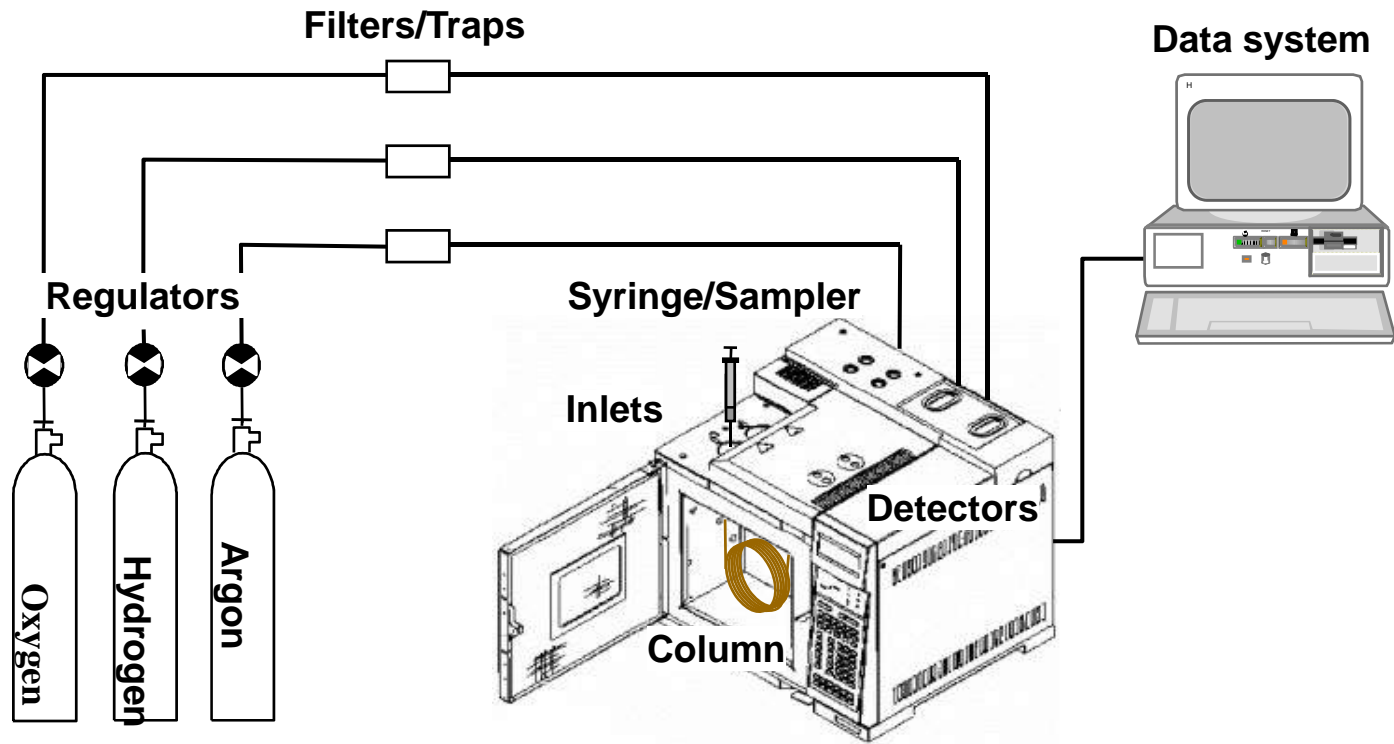 Filters/Traps
Data system
H
Regulators
Syringe/Sampler
Inlets
Detectors
Column
Oxygen
Hydrogen
Argon